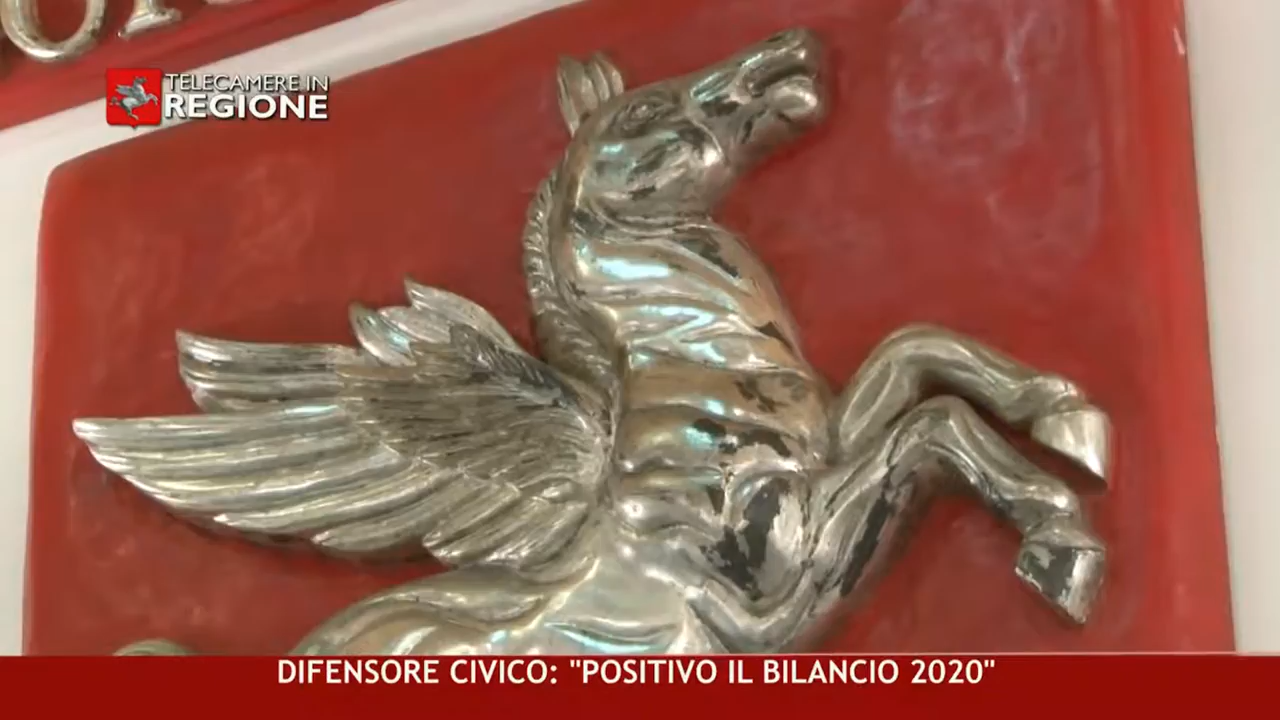 TELECAMERE IN
REGIONE
DIFENSORE CIVICO: "POSITIVO IL BILANCIO 2020"